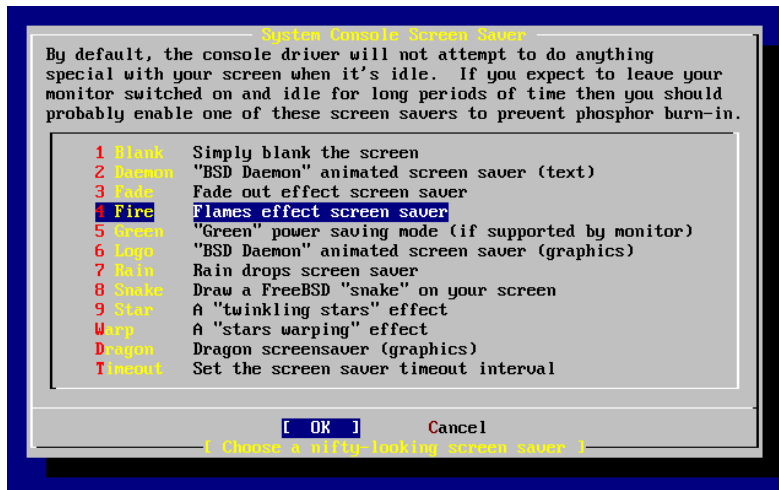 System Console Screen Saver
By default, the console driver will not attempt to do anything
special with your screen when it's idle.  If you expect to leave your
monitor switched on and idle for long periods of time then you should
probably enable one of these screen savers to prevent phosphor burn-in.
1 Blank    Simply blank the screen
2 Daemon   "BSD Daemon" animated screen saver (text)
3 Fade     Fade out effect screen saver
4 Fire     Flames effect screen saver
5 Green    "Green" power saving mode (if supported by monitor)
6 Logo     "BSD Daemon" animated screen saver (graphics)
7 Rain     Rain drops screen saver
8 Snake    Draw a FreeBSD "snake" on your screen
9 Star     A "twinkling stars" effect
Warp       A "stars warping" effect
Dragon     Dragon screensaver (graphics)
Timeout    Set the screen saver timeout interval
[  OK  ]       Cancel
[ Choose a nifty-looking screen saver ]